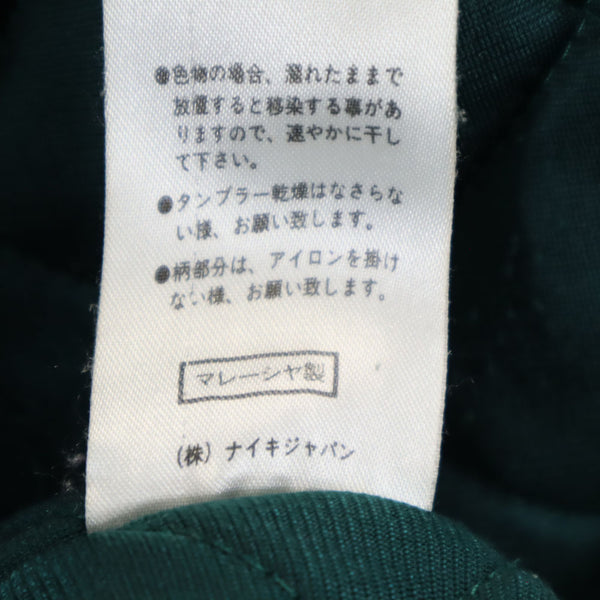 ●色物の場合、濡れたままで
放置すると移染する事があ
りますので、速やかに干し
て下さい。
●タンブラー乾燥はなさらな
い様、お願い致します。
●柄部分は、アイロンを掛け
ない様、お願い致します。
マレーシヤ製
(株) ナイキジャパン